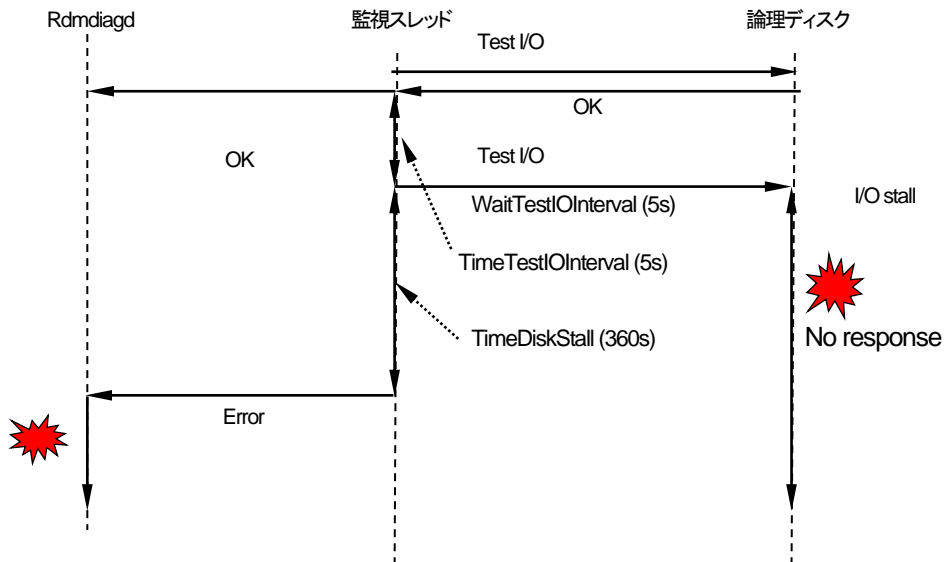 Rdmdiagd
監視スレッド
論理ディスク
Test I/O
OK
OK
Test I/O
WaitTestIOInterval (5s)
I/O stall
TimeTestIOInterval (5s)
TimeDiskStall (360s)
No response
Error